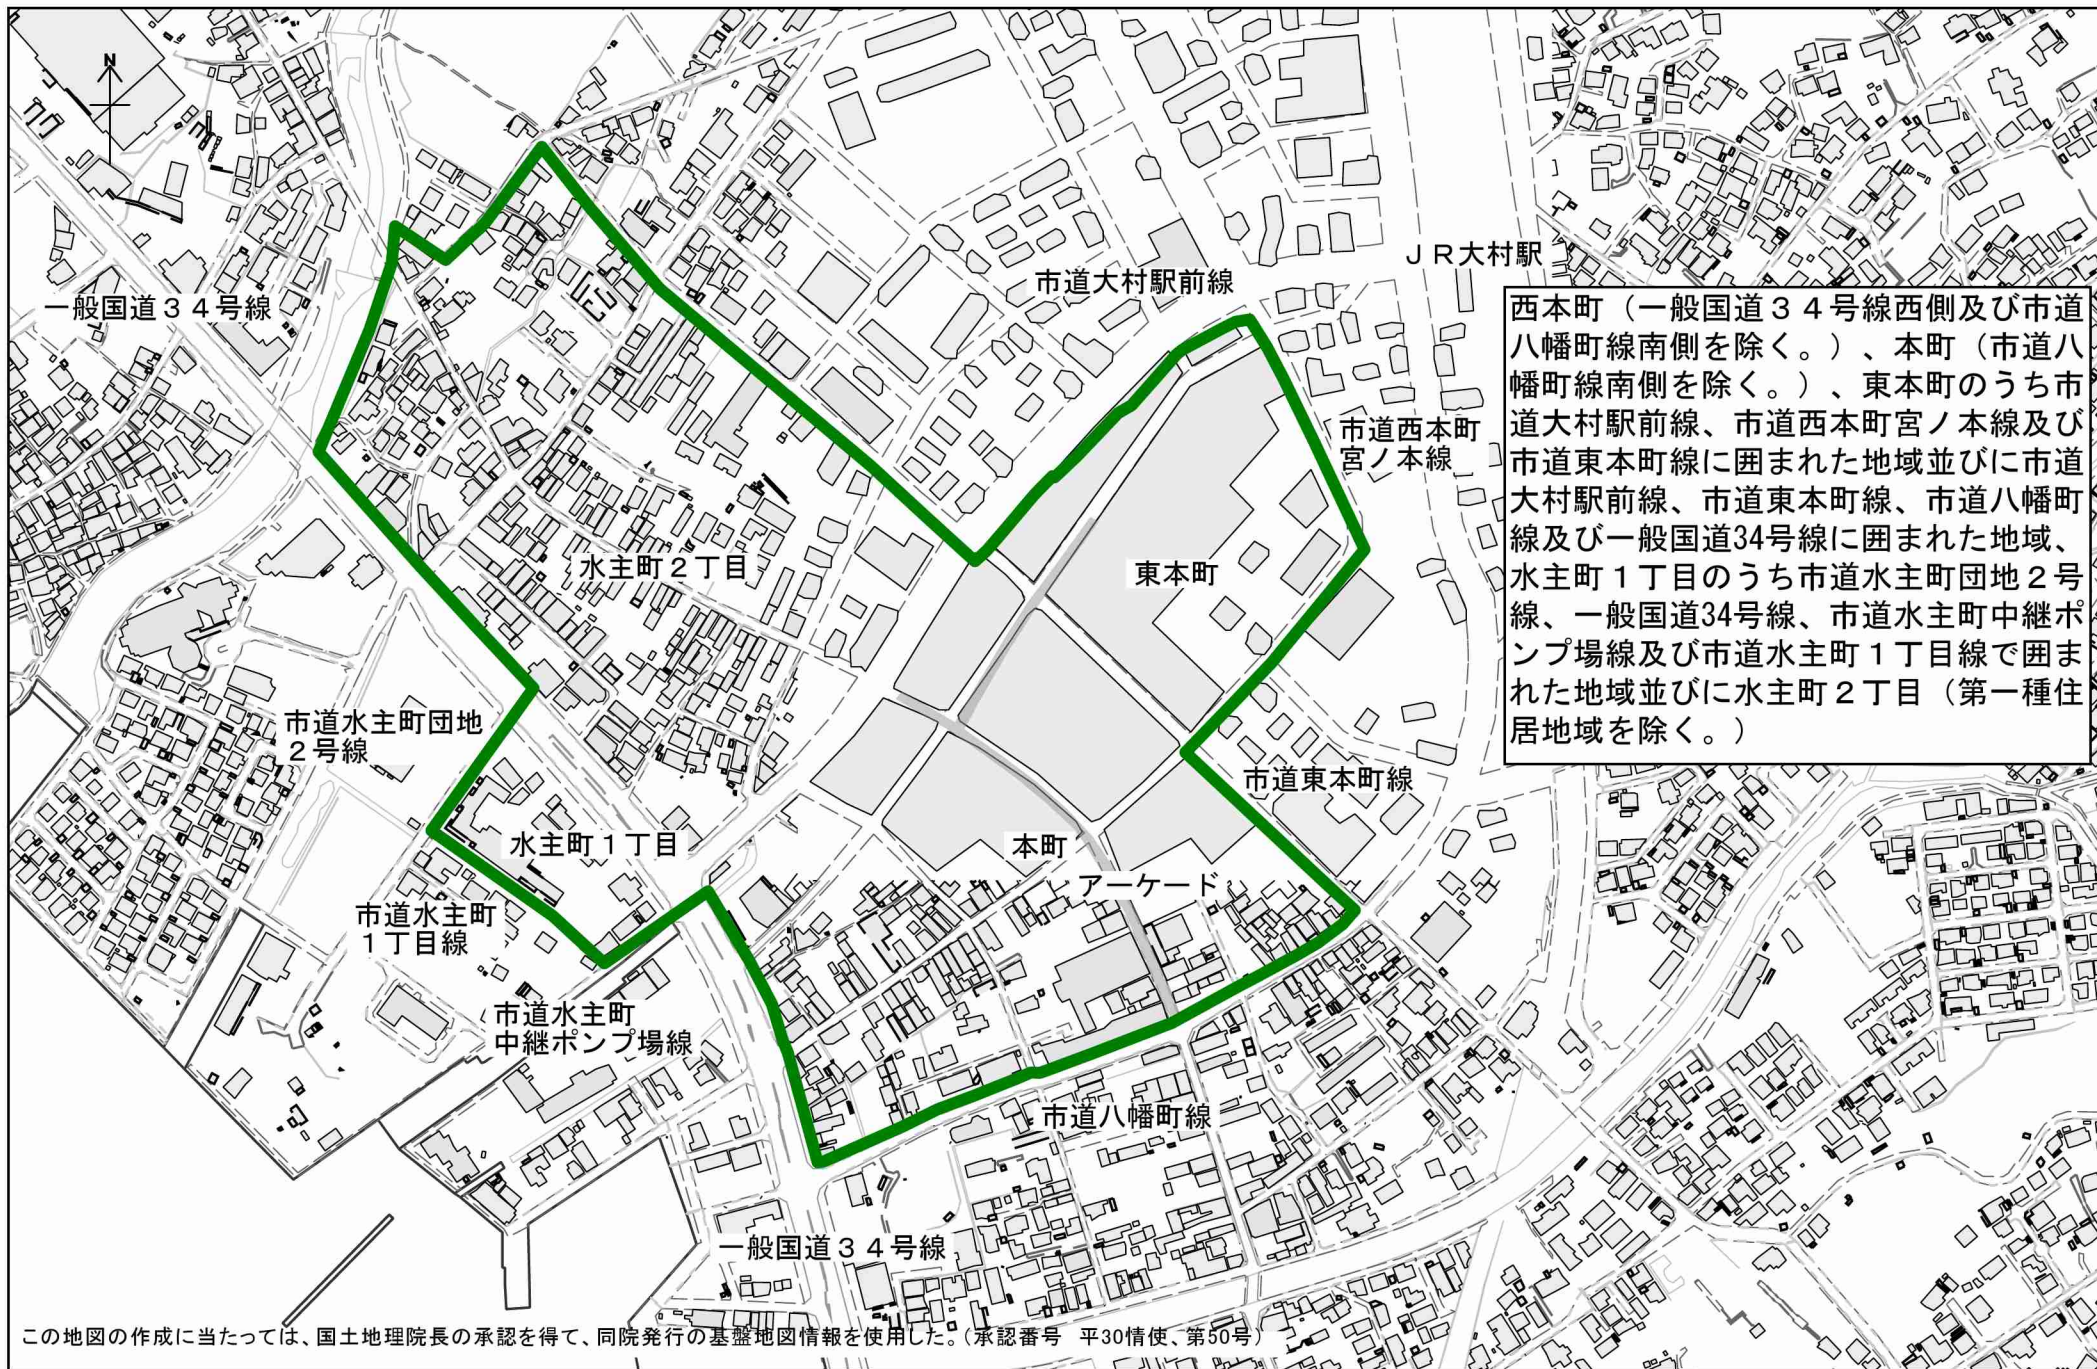 N
ＪＲ大村駅
市道大村駅前線
一般国道３４号線
西本町（一般国道３４号線西側及び市道
八幡町線南側を除く。）、本町（市道八
幡町線南側を除く。）、東本町のうち市
道大村駅前線、市道西本町宮ノ本線及び
市道東本町線に囲まれた地域並びに市道
大村駅前線、市道東本町線、市道八幡町
線及び一般国道34号線に囲まれた地域、
水主町１丁目のうち市道水主町団地２号
線、一般国道34号線、市道水主町中継ポ
ンプ場線及び市道水主町１丁目線で囲ま
れた地域並びに水主町２丁目（第一種住
居地域を除く。）
市道西本町
宮ノ本線
水主町２丁目
東本町
市道水主町団地
２号線
市道東本町線
水主町１丁目
本町
アーケード
市道水主町
１丁目線
市道水主町
中継ポンプ場線
市道八幡町線
一般国道３４号線
この地図の作成に当たっては、国土地理院長の承認を得て、同院発行の基盤地図情報を使用した。（承認番号　平30情使、第50号）